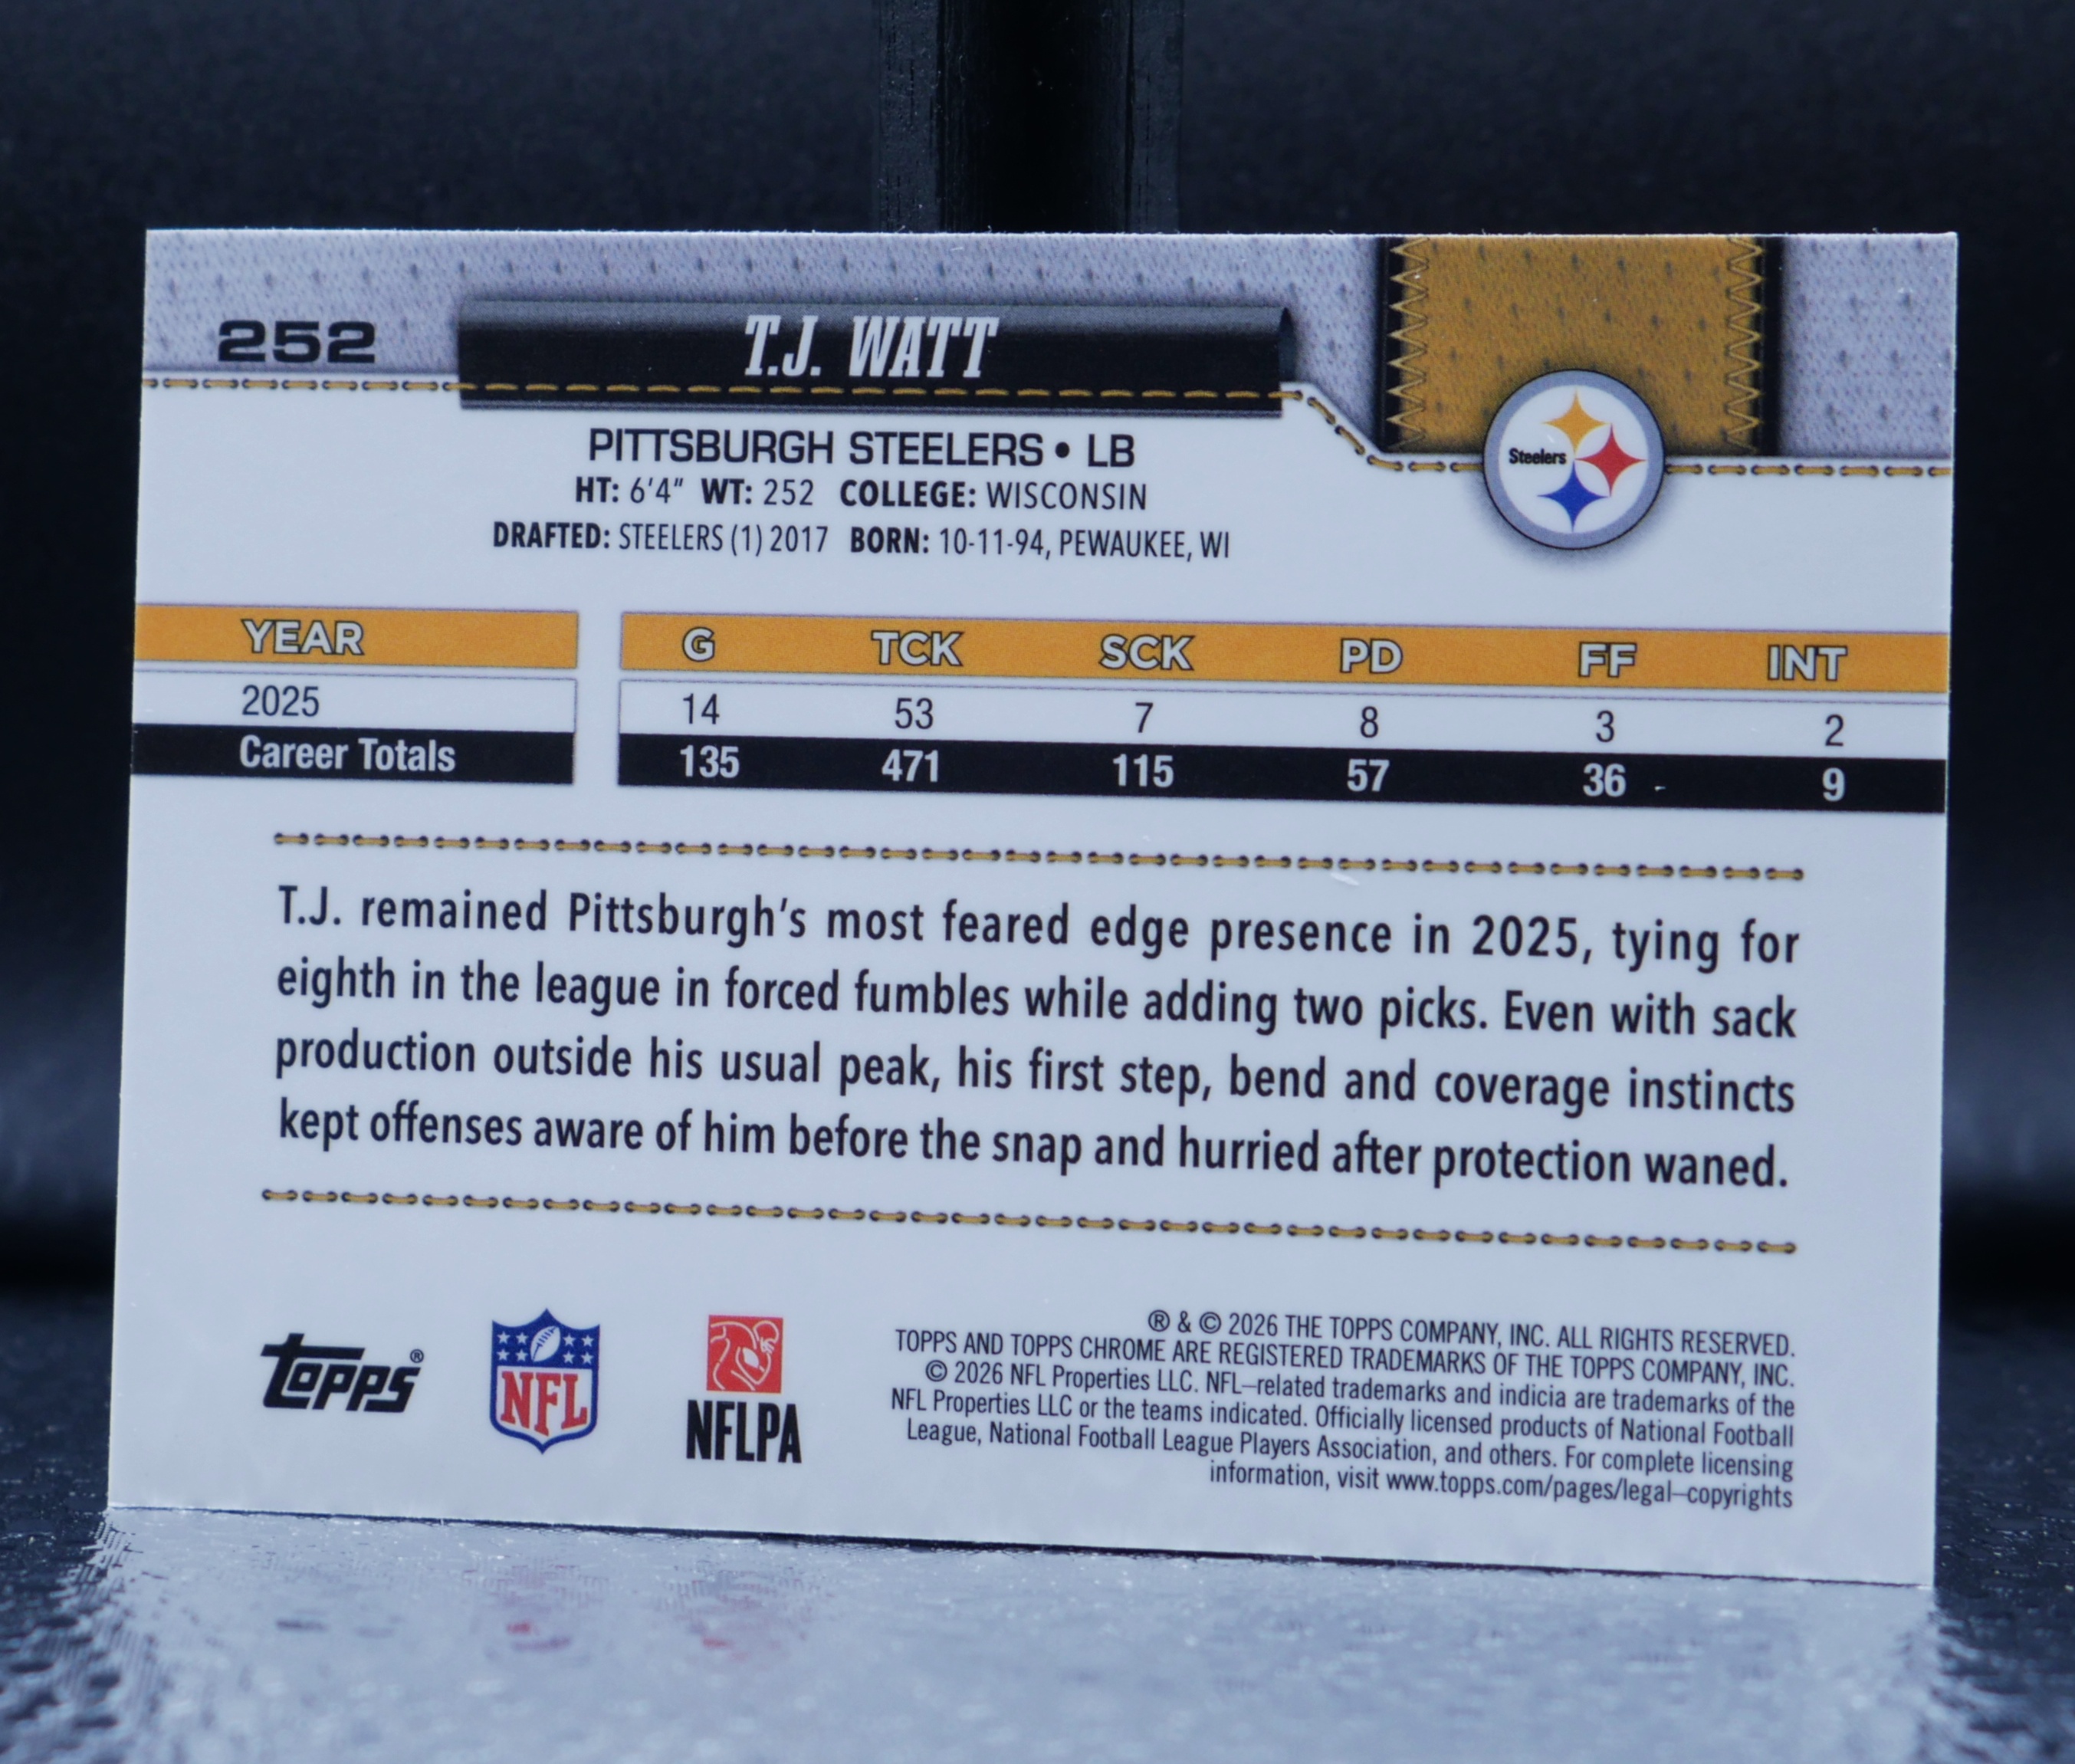 252
T.J. WATT
PITTSBURGH STEELERS • LB
HT: 6'4" WT: 252 COLLEGE: WISCONSIN
DRAFTED: STEELERS (1) 2017 BORN: 10-11-94, PEWAUKEE, WI
Steelers
YEAR G TCK SCK PD FF INT
2025 14 53 7 8 3 2
Career Totals 135 471 115 57 36 9
T.J. remained Pittsburgh's most feared edge presence in 2025, tying for
eighth in the league in forced fumbles while adding two picks. Even with sack
production outside his usual peak, his first step, bend and coverage instincts
kept offenses aware of him before the snap and hurried after protection waned.
topps®
NFL
NFLPA
® & © 2026 THE TOPPS COMPANY, INC. ALL RIGHTS RESERVED.
TOPPS AND TOPPS CHROME ARE REGISTERED TRADEMARKS OF THE TOPPS COMPANY, INC.
© 2026 NFL Properties LLC. NFL–related trademarks and indicia are trademarks of the
NFL Properties LLC or the teams indicated. Officially licensed products of National Football
League, National Football League Players Association, and others. For complete licensing
information, visit www.topps.com/pages/legal–copyrights